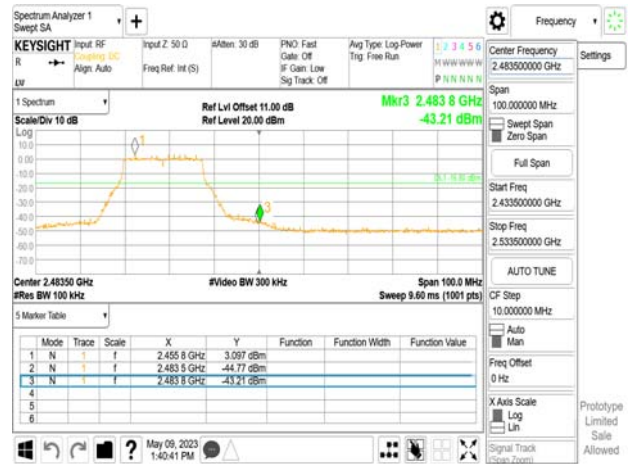 Spectrum Analyzer 1
Swept SA
Frequency
KEYSIGHT
Input: RF
Coupling: DC
Align: Auto
Input Z: 50 Ω
Freq Ref: Int (S)
#Atten: 30 dB
PNO: Fast
Gate: Off
IF Gain: Low
Sig Track: Off
Avg Type: Log-Power
Trig: Free Run
1 2 3 4 5 6
M W W W W W
P N N N N N
R
1 Spectrum
Scale/Div 10 dB
Ref Lvl Offset 11.00 dB
Ref Level 20.00 dBm
Mkr3 2.483 8 GHz
-43.21 dBm
Log
10.0
0.00
-10.0
-20.0
-30.0
-40.0
-50.0
-60.0
-70.0
1
3
Center 2.48350 GHz
#Video BW 300 kHz
Span 100.0 MHz
#Res BW 100 kHz
Sweep 9.60 ms (1001 pts)
5 Marker Table
Mode Trace Scale X Y Function Function Width Function Value
1 N 1 f 2.455 8 GHz 3.097 dBm
2 N 1 f 2.483 5 GHz -44.77 dBm
3 N 1 f 2.483 8 GHz -43.21 dBm
4
5
6
May 09, 2023
1:40:41 PM
Center Frequency
2.483500000 GHz
Settings
Span
100.000000 MHz
Swept Span
Zero Span
Full Span
Start Freq
2.433500000 GHz
Stop Freq
2.533500000 GHz
AUTO TUNE
CF Step
10.000000 MHz
Auto
Man
Freq Offset
0 Hz
X Axis Scale
Log
Lin
Signal Track
(Span Zoom)
Prototype
Limited
Sale
Allowed